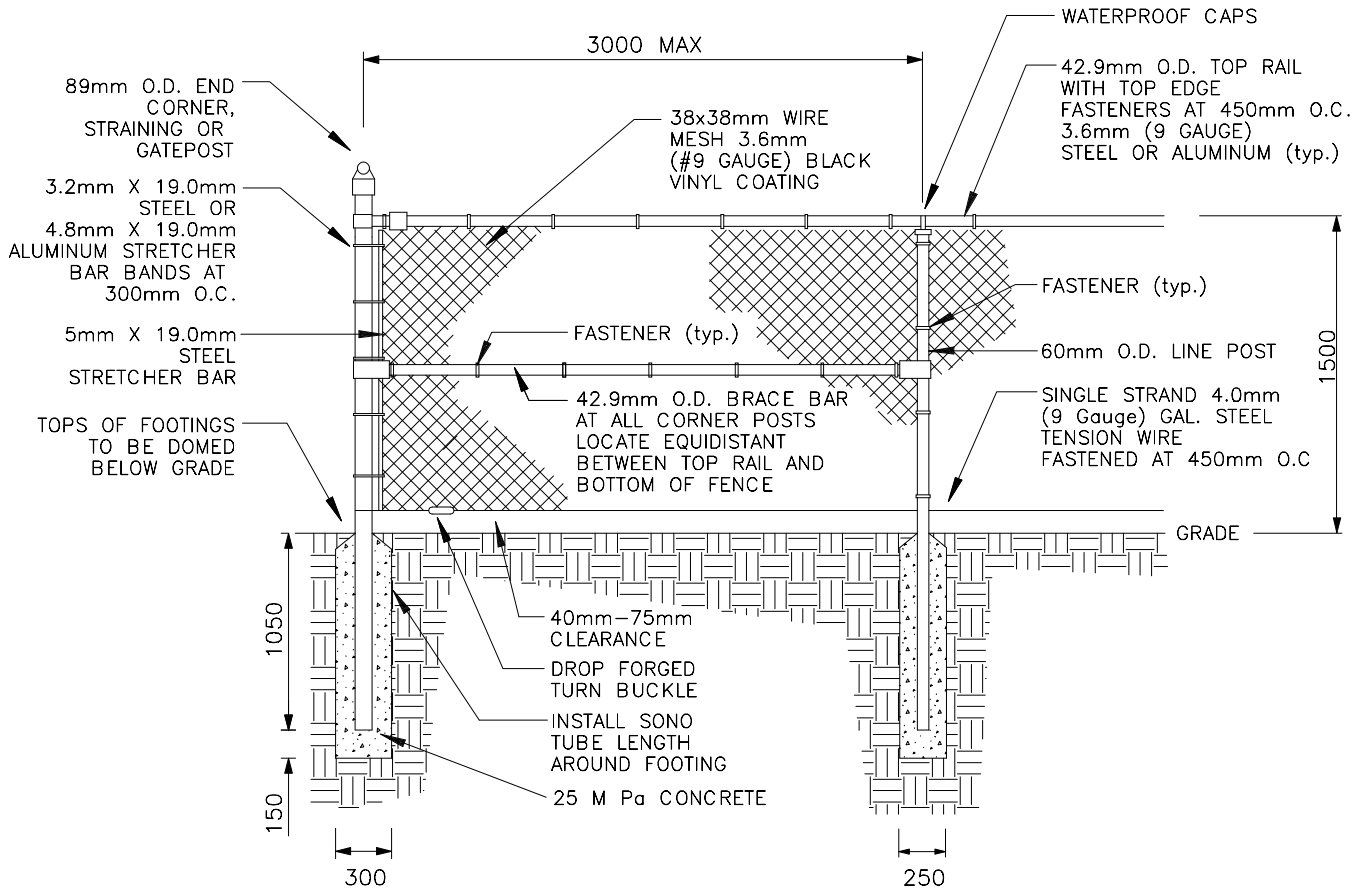 WATERPROOF CAPS
3000 MAX
42.9mm O.D. TOP RAIL
WITH TOP EDGE
FASTENERS AT 450mm O.C.
3.6mm (9 GAUGE)
STEEL OR ALUMINUM (typ.)
89mm O.D. END
CORNER,
STRAINING OR
GATEPOST
38x38mm WIRE
MESH 3.6mm
(#9 GAUGE) BLACK
VINYL COATING
3.2mm X 19.0mm
STEEL OR
4.8mm X 19.0mm
ALUMINUM STRETCHER
BAR BANDS AT
300mm O.C.
FASTENER (typ.)
5mm X 19.0mm
STEEL
STRETCHER BAR
FASTENER (typ.)
60mm O.D. LINE POST
1500
42.9mm O.D. BRACE BAR
AT ALL CORNER POSTS
LOCATE EQUIDISTANT
BETWEEN TOP RAIL AND
BOTTOM OF FENCE
SINGLE STRAND 4.0mm
(9 Gauge) GAL. STEEL
TENSION WIRE
FASTENED AT 450mm O.C
TOPS OF FOOTINGS
TO BE DOMED
BELOW GRADE
GRADE
1050
40mm-75mm
CLEARANCE
DROP FORGED
TURN BUCKLE
INSTALL SONO
TUBE LENGTH
AROUND FOOTING
25 M Pa CONCRETE
150
300
250